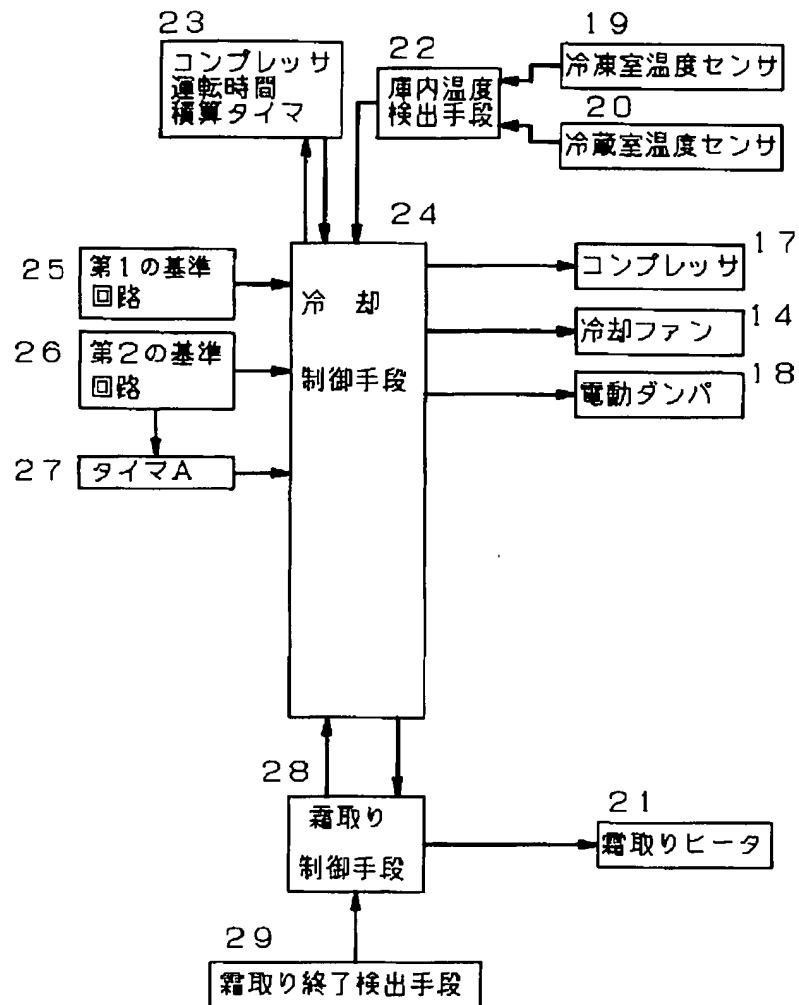 23
コンプレッサ
運転時間
積算タイマ
22
庫内温度
検出手段
19
冷凍室温度センサ
20
冷蔵室温度センサ
24
冷却
制御手段
25
第1の基準
回路
26
第2の基準
回路
27
タイマA
17
コンプレッサ
14
冷却ファン
18
電動ダンパ
28
霜取り
制御手段
21
霜取りヒータ
29
霜取り終了検出手段